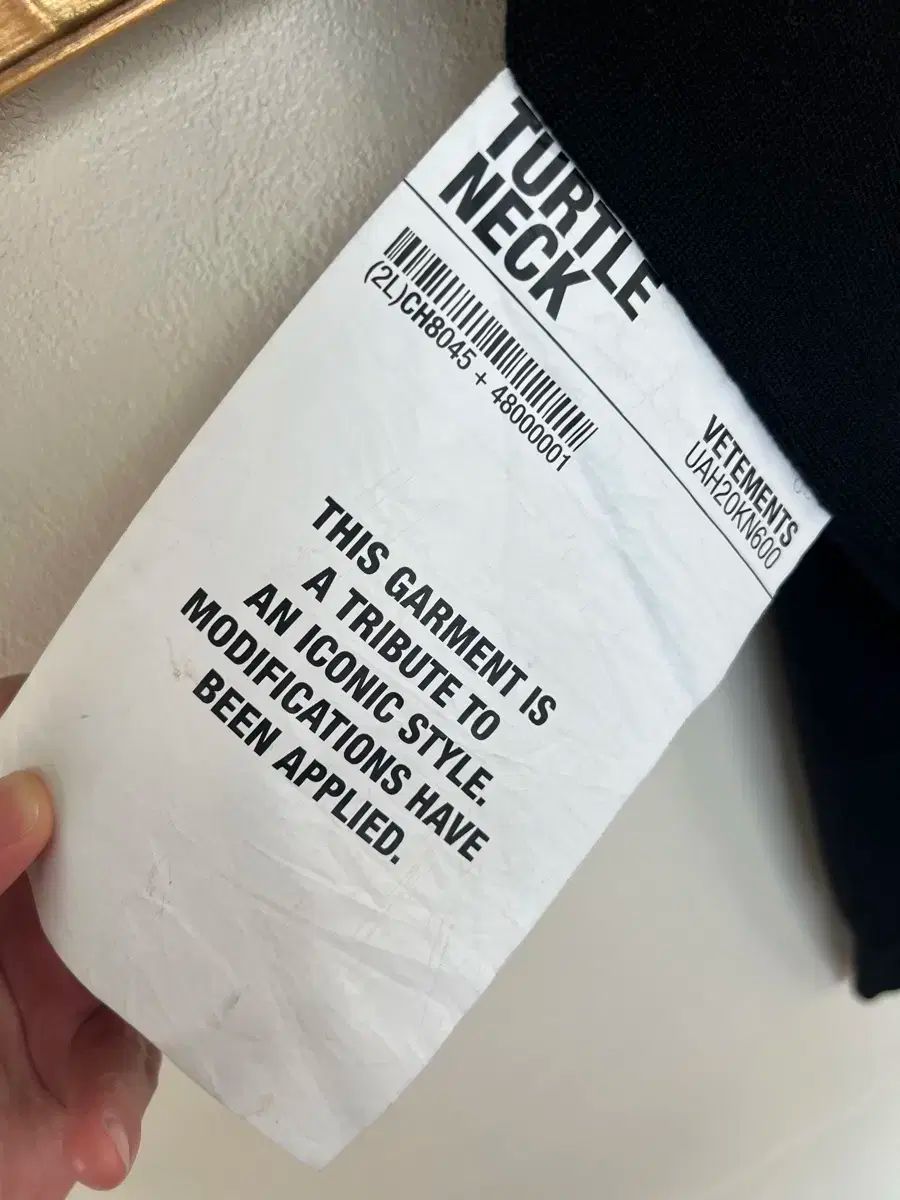 TURTLE
NECK
VETEMENTS
UAH20KN600
(2L)CH8045 + 48000001
THIS GARMENT IS
A TRIBUTE TO
AN ICONIC STYLE.
MODIFICATIONS HAVE
BEEN APPLIED.